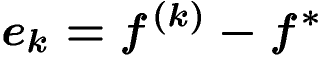 e_k = f^{(k)} − f^*